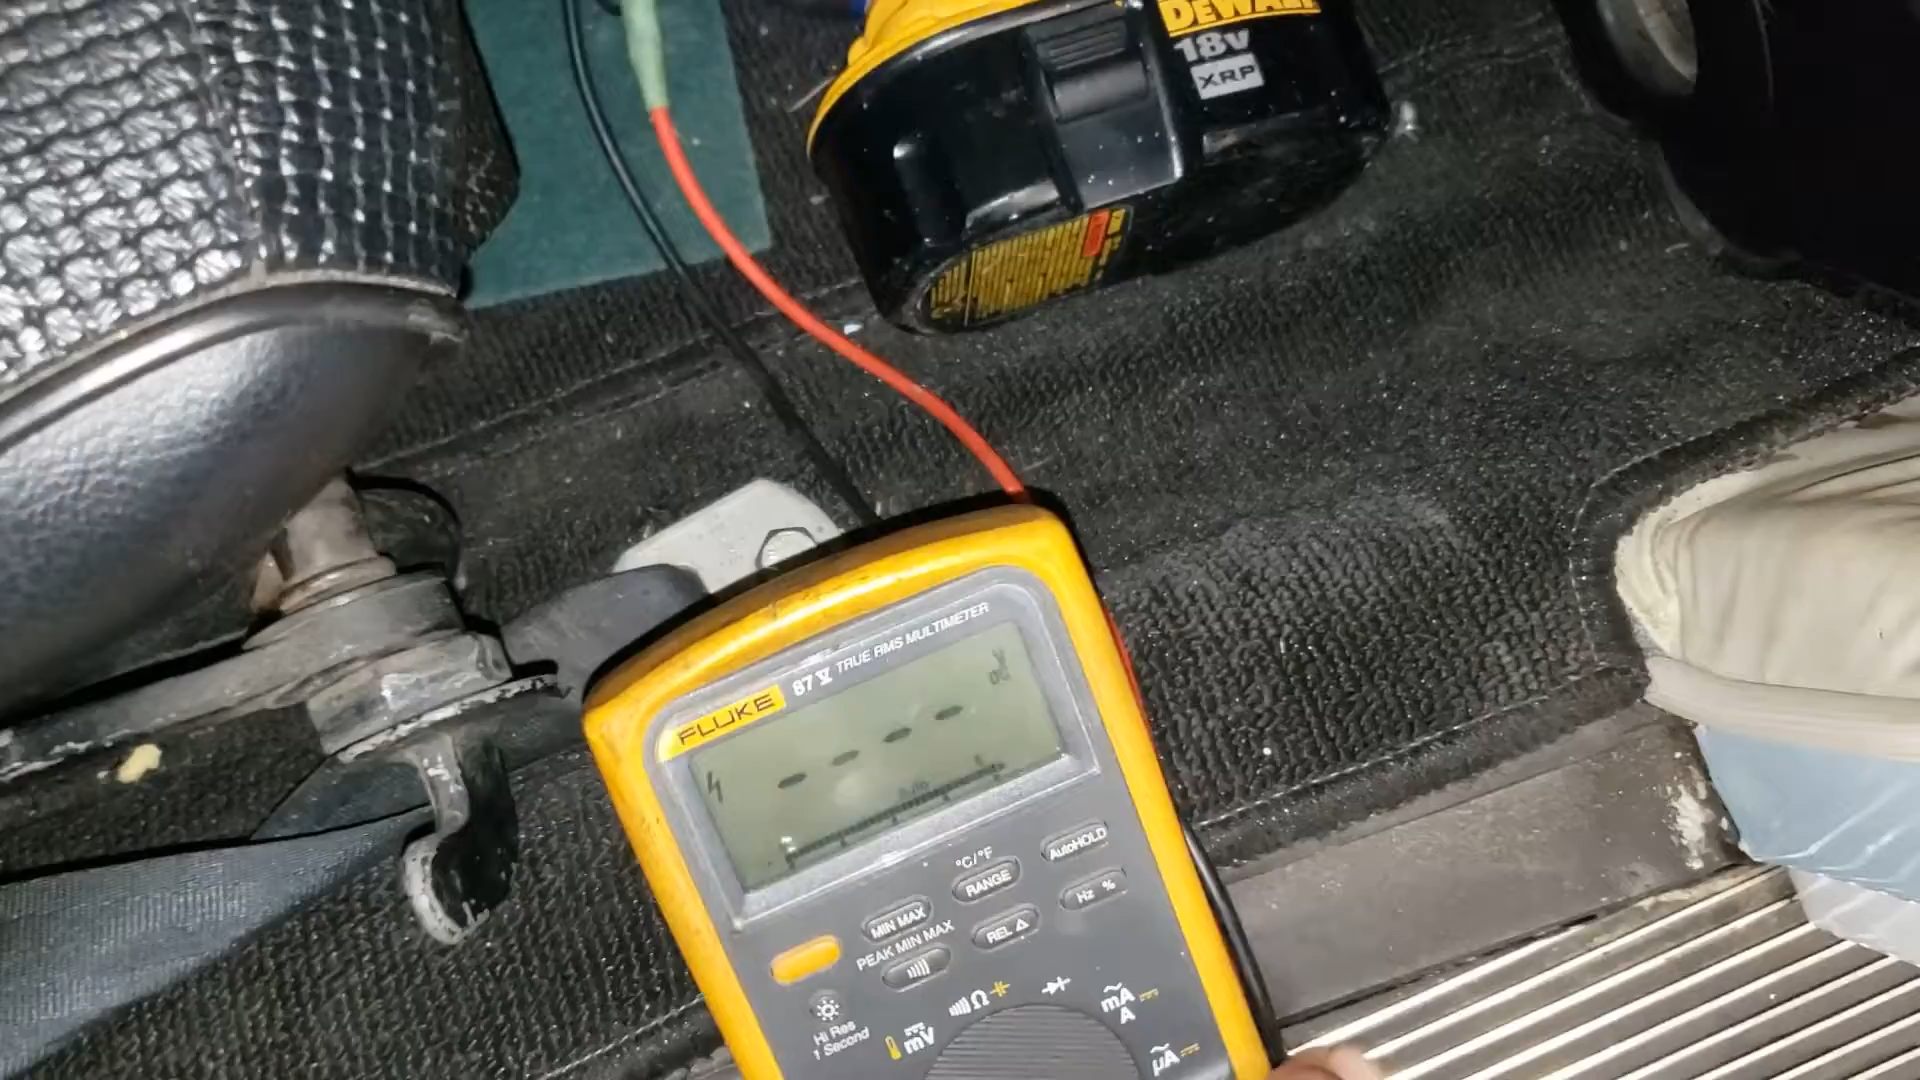 DEWALT
18V
XRP
FLUKE 87 V TRUE RMS MULTIMETER
- - - -
°C/°F
MIN MAX RANGE AutoHOLD
PEAK MIN MAX
REL Δ Hz %
Hi Res
1 Second
mV Ω mA
A
µA